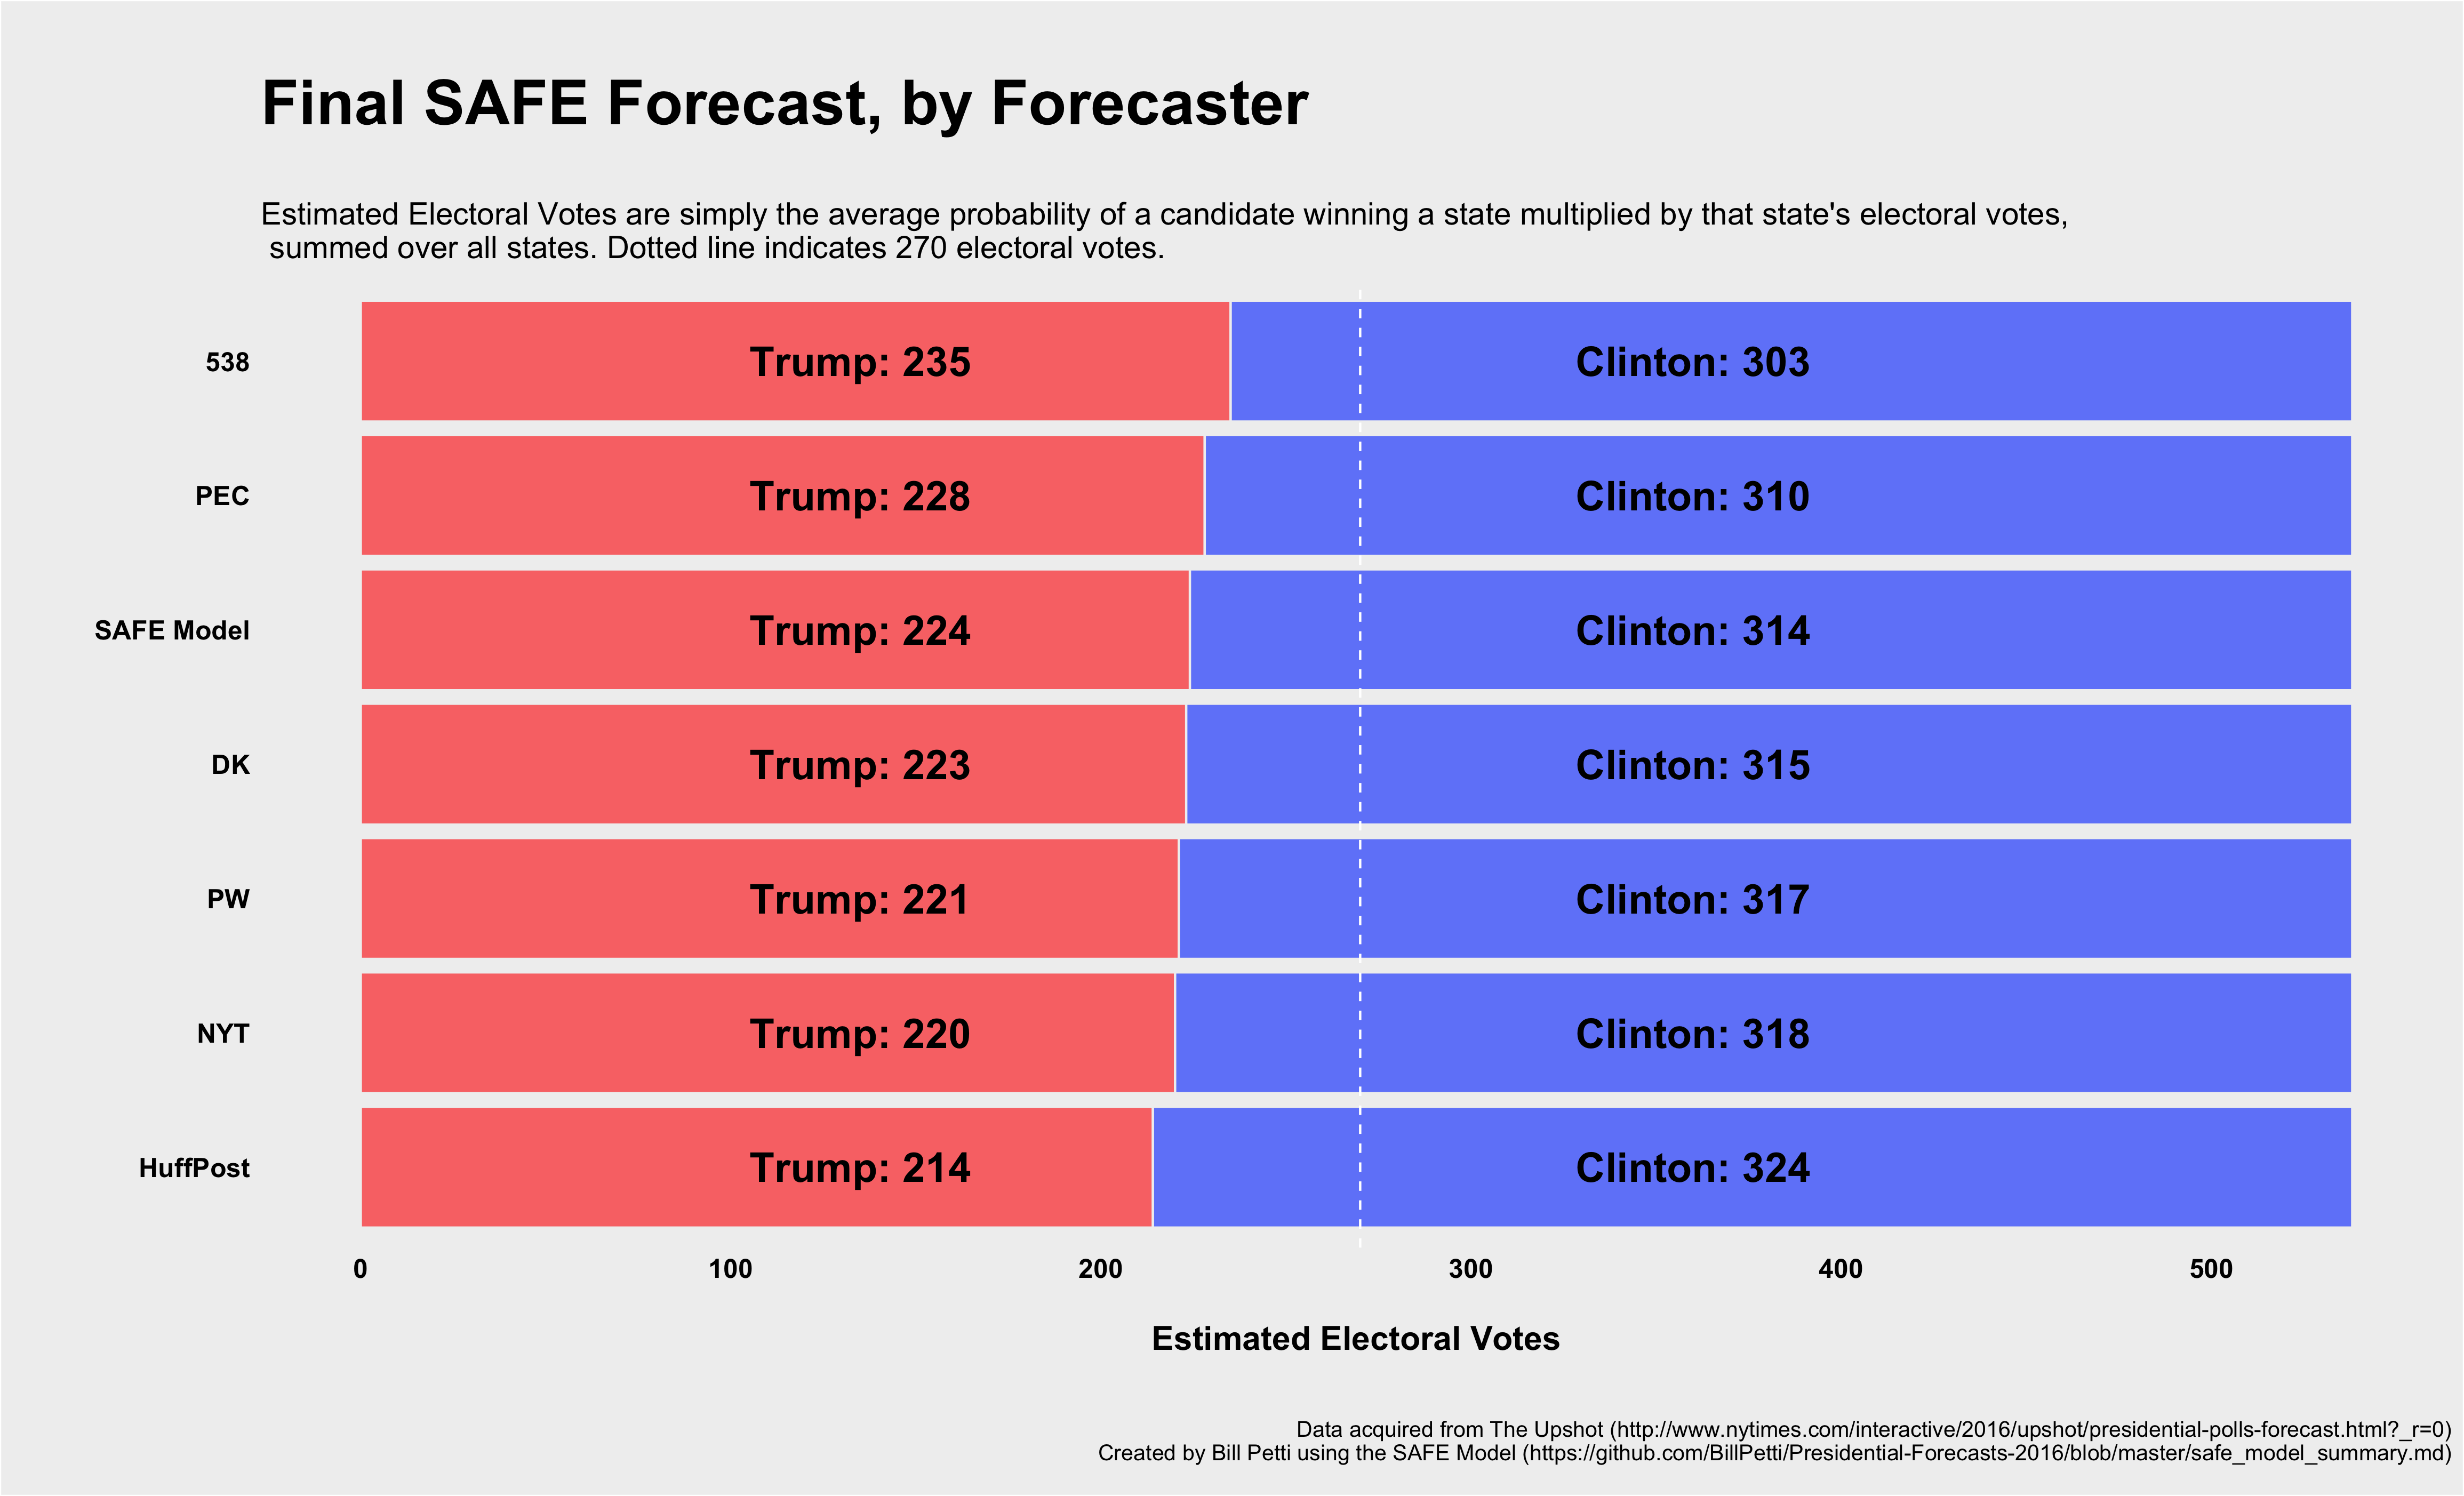 Final SAFE Forecast, by Forecaster
Estimated Electoral Votes are simply the average probability of a candidate winning a state multiplied by that state's electoral votes,
summed over all states. Dotted line indicates 270 electoral votes.
538 Trump: 235 Clinton: 303
PEC Trump: 228 Clinton: 310
SAFE Model Trump: 224 Clinton: 314
DK Trump: 223 Clinton: 315
PW Trump: 221 Clinton: 317
NYT Trump: 220 Clinton: 318
HuffPost Trump: 214 Clinton: 324
0 100 200 300 400 500
Estimated Electoral Votes
Data acquired from The Upshot (http://www.nytimes.com/interactive/2016/upshot/presidential-polls-forecast.html?_r=0)
Created by Bill Petti using the SAFE Model (https://github.com/BillPetti/Presidential-Forecasts-2016/blob/master/safe_model_summary.md)